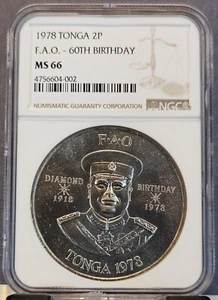 1978 TONGA 2P
F.A.O. - 60TH BIRTHDAY
MS 66
4756604-002
NUMISMATIC GUARANTY CORPORATION
NGC
F·A·O
DIAMOND BIRTHDAY
1918 1978
TONGA 1978